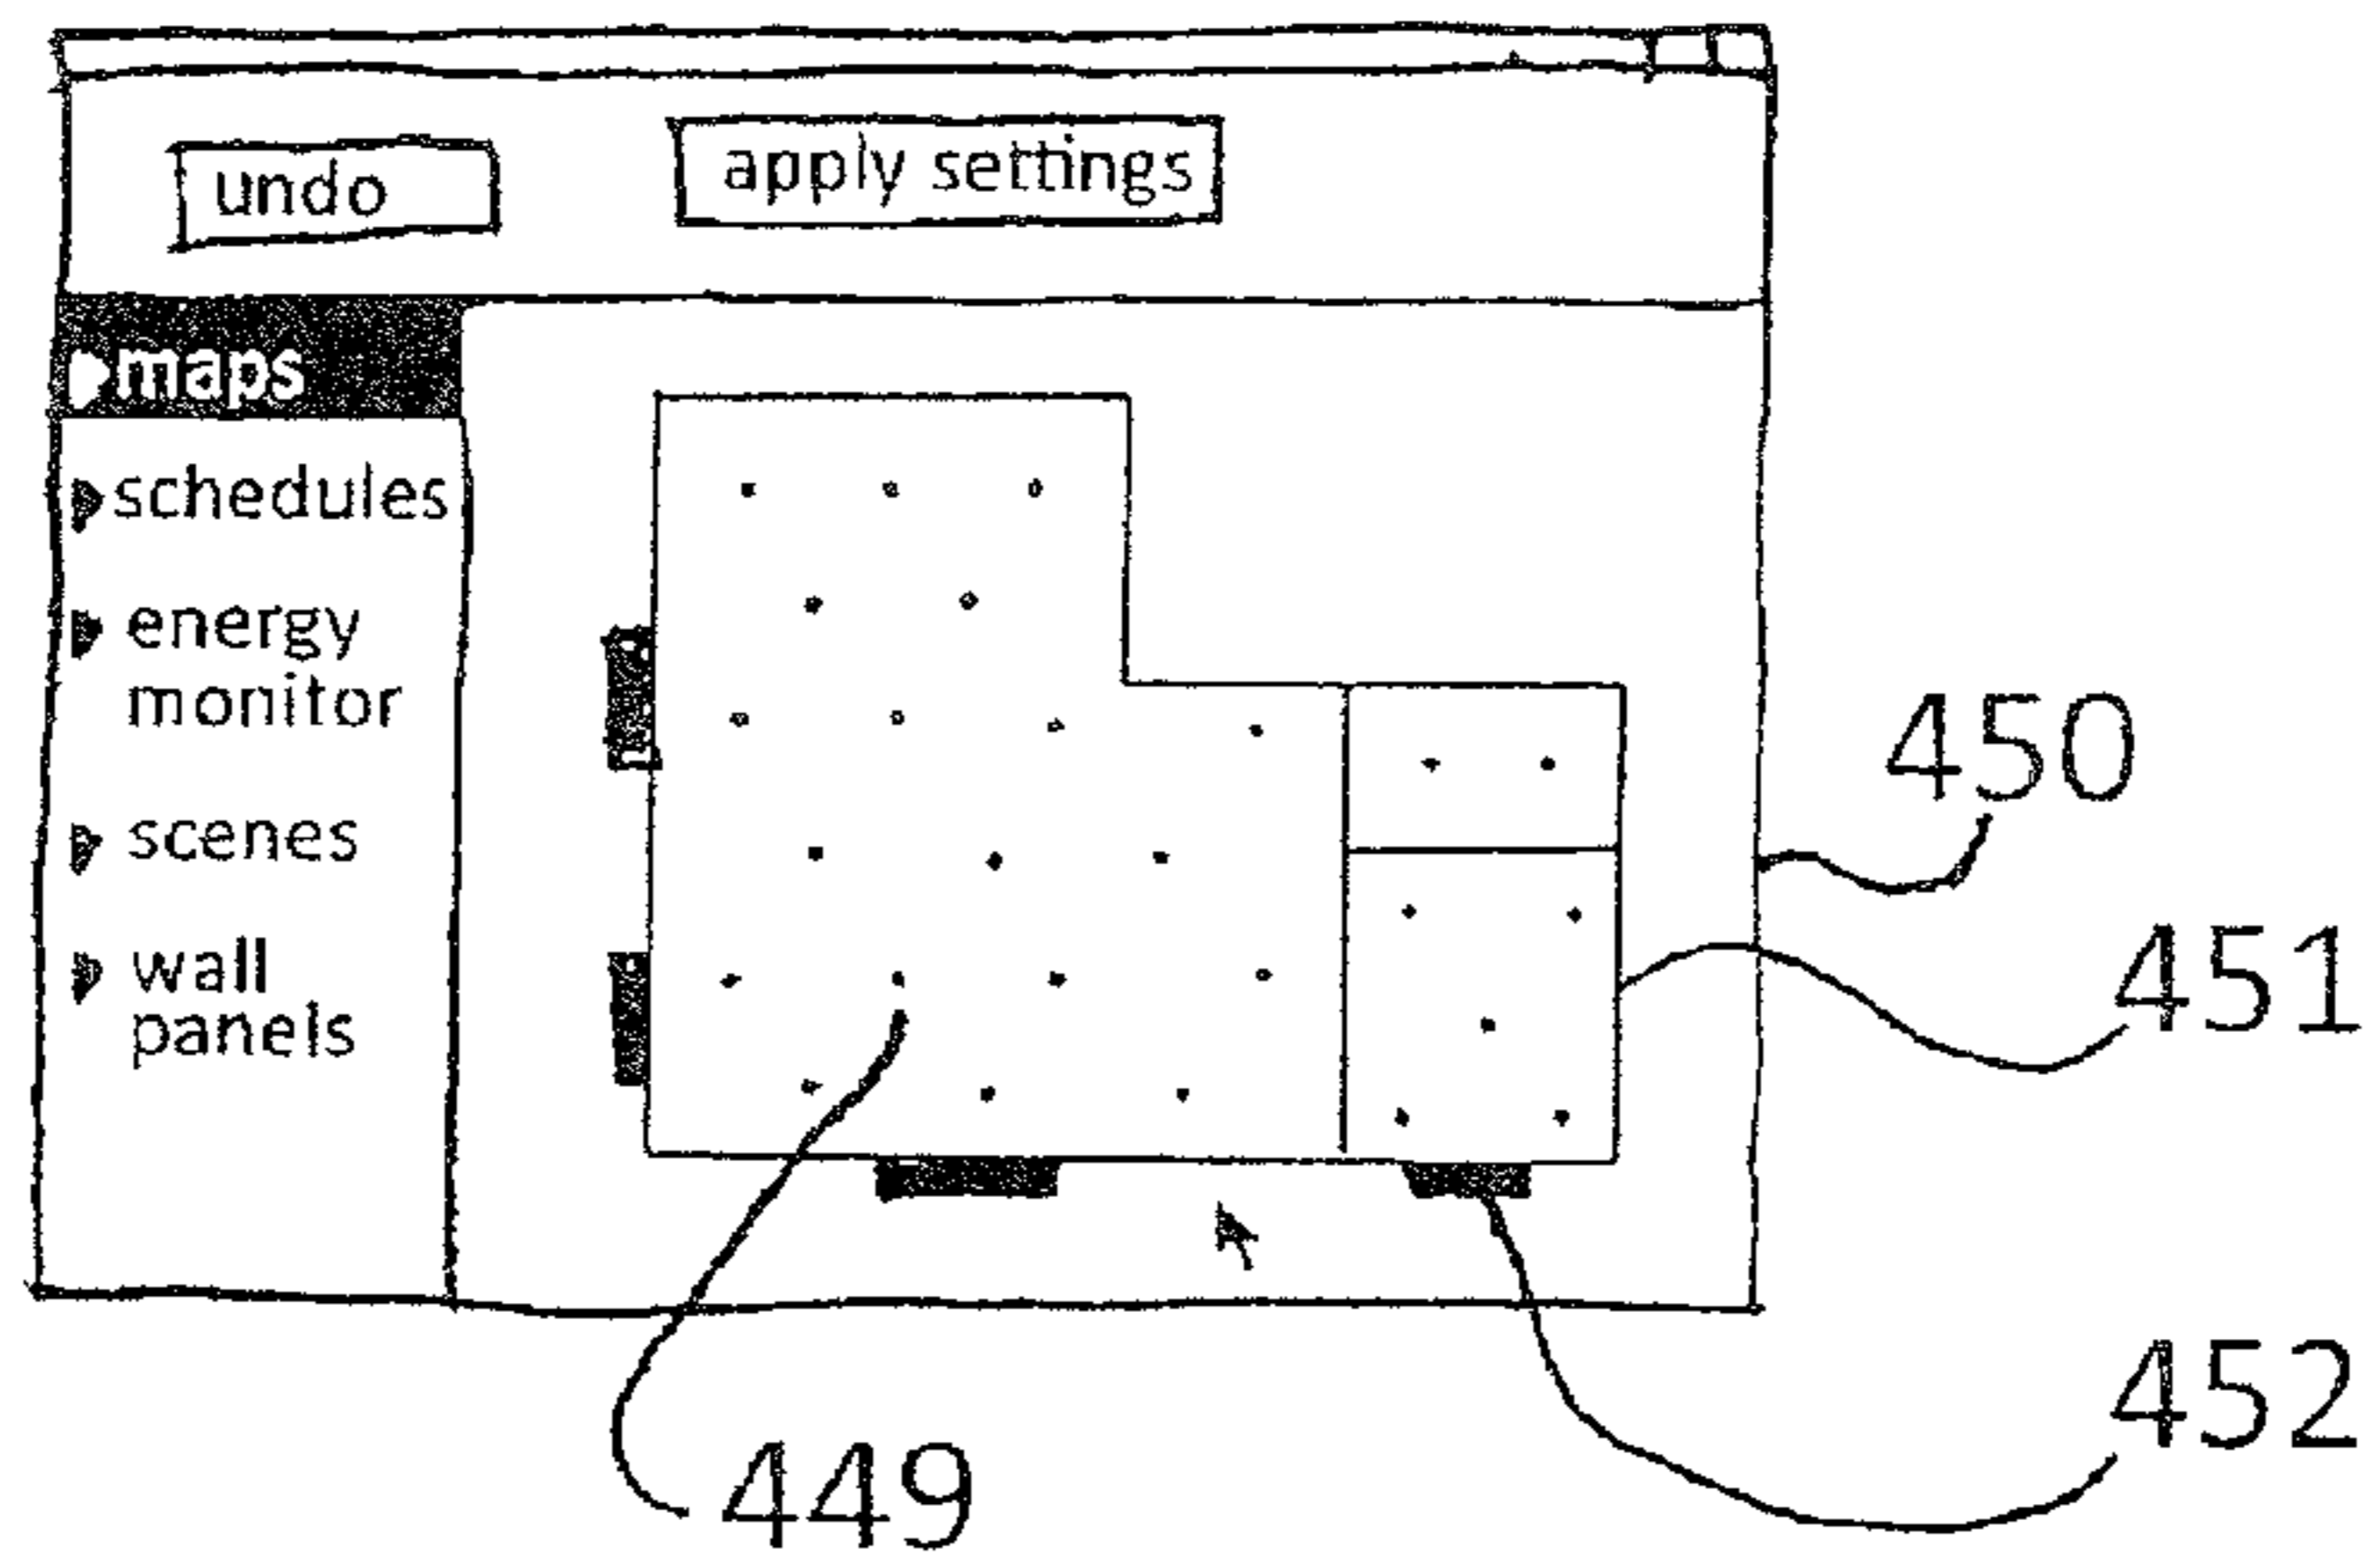 undo
apply settings
maps
schedules
energy
monitor
scenes
wall
panels
450
451
452
449